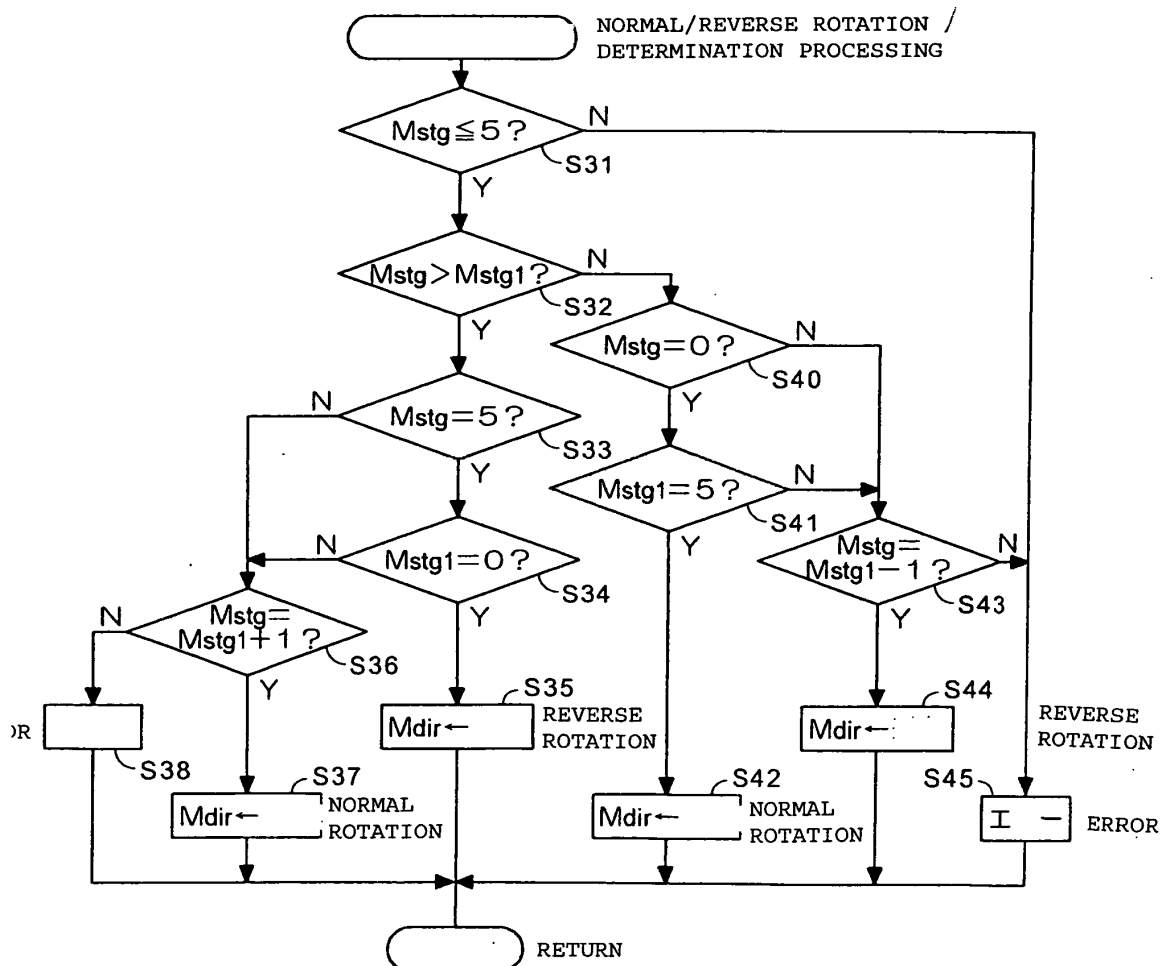 NORMAL/REVERSE ROTATION /
DETERMINATION PROCESSING
Mstg≦5?
N
S31
Y
Mstg>Mstg1?
N
S32
Y
Mstg=0?
N
S40
Y
Mstg=5?
N
S33
Y
Mstg1=5?
N
S41
Y
Mstg1=0?
N
S34
Y
Mstg=
Mstg1-1?
N
S43
Y
Mstg=
Mstg1+1?
N
S36
Y
S35
Mdir←
REVERSE
ROTATION
S44
Mdir←
REVERSE
ROTATION
S38
S37
Mdir←
NORMAL
ROTATION
S42
Mdir←
NORMAL
ROTATION
S45
ERROR
RETURN